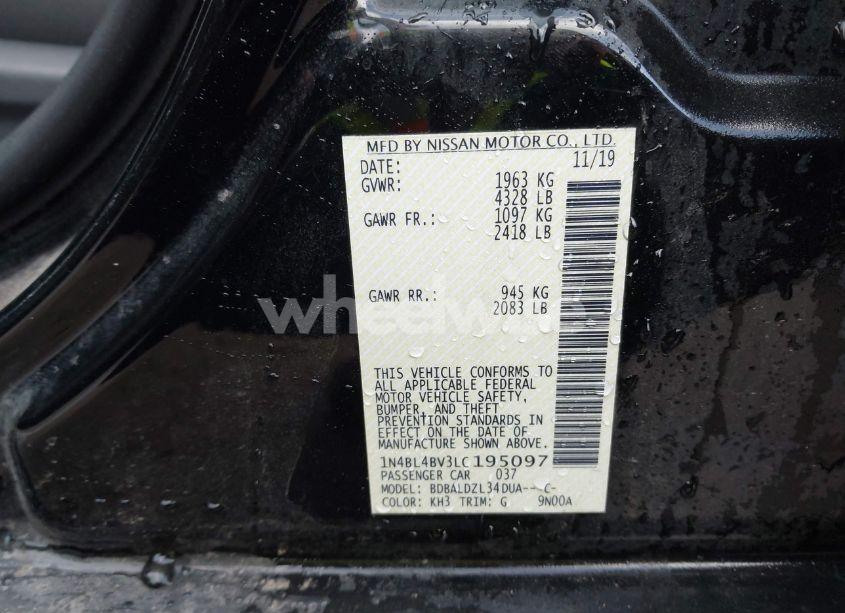 MFD BY NISSAN MOTOR CO., LTD.
DATE: 11/19
GVWR: 1963 KG
4328 LB
GAWR FR.: 1097 KG
2418 LB
GAWR RR.: 945 KG
2083 LB
THIS VEHICLE CONFORMS TO
ALL APPLICABLE FEDERAL
MOTOR VEHICLE SAFETY,
BUMPER, AND THEFT
PREVENTION STANDARDS IN
EFFECT ON THE DATE OF
MANUFACTURE SHOWN ABOVE.
1N4BL4BV3LC195097
PASSENGER CAR 037
MODEL: BDBALDZL34DUA-- C-
COLOR: KH3 TRIM: G 9N00A